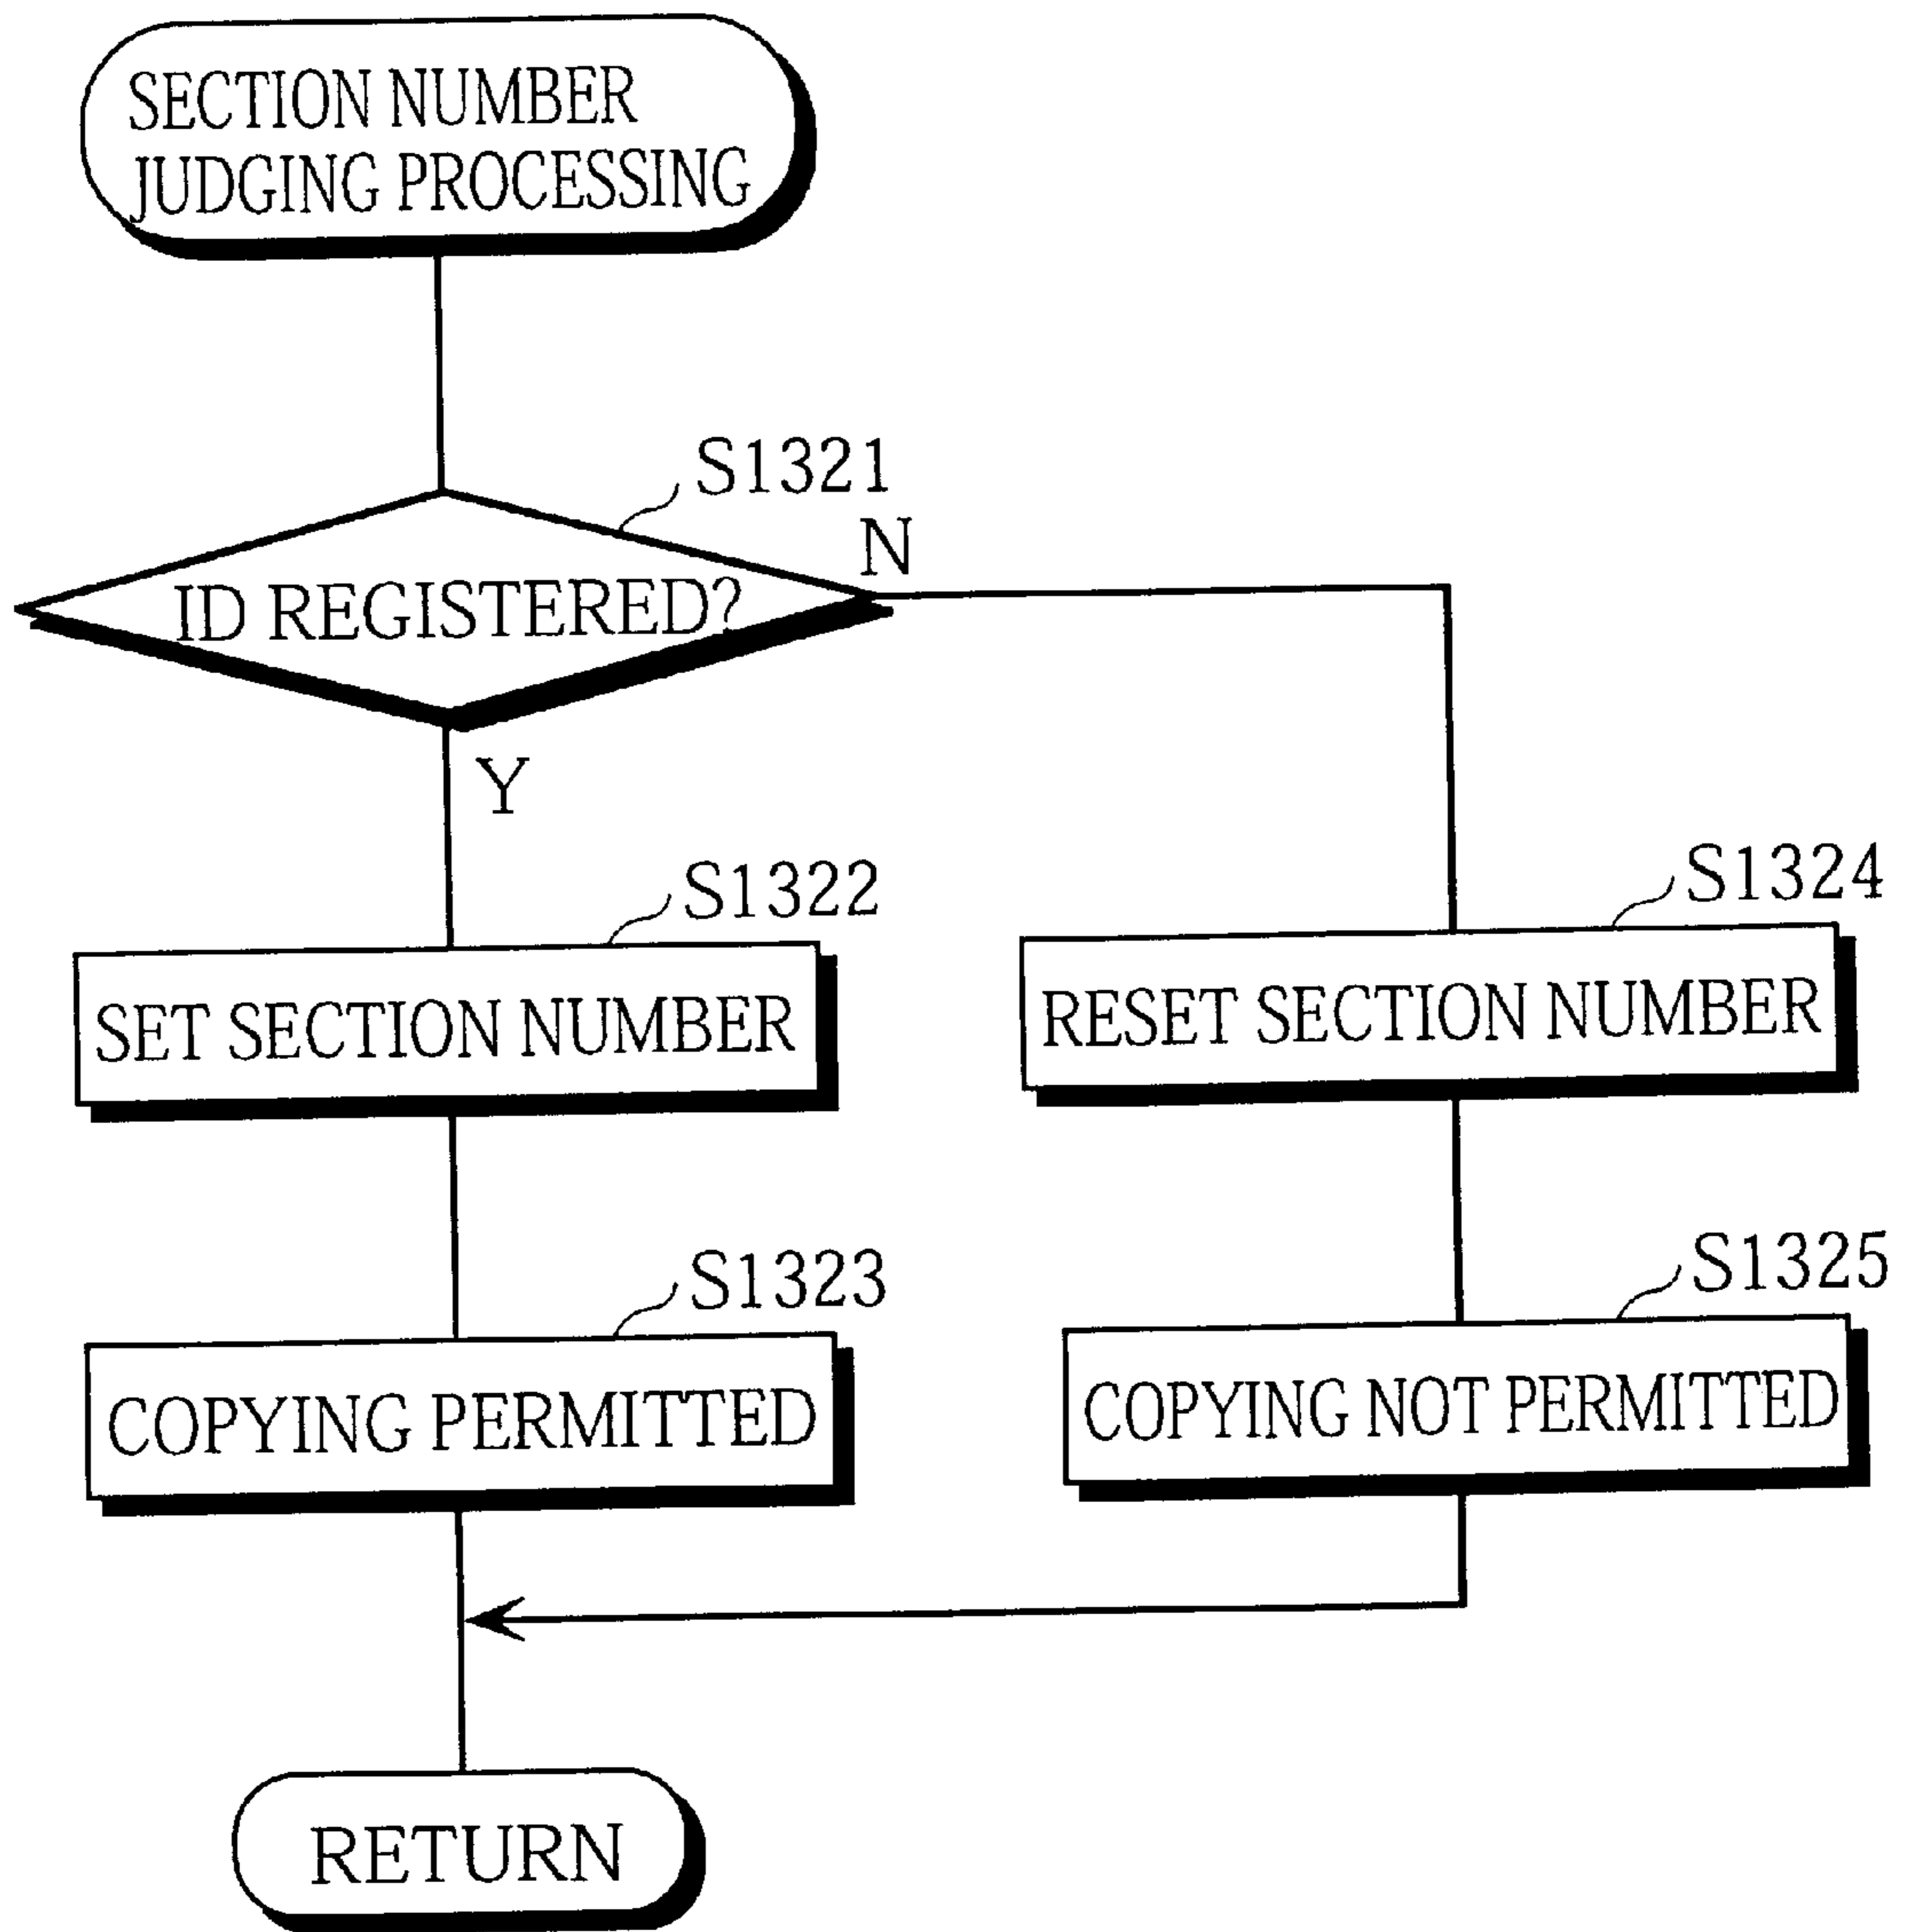 SECTION NUMBER
JUDGING PROCESSING
S1321
N
ID REGISTERED?
Y
S1322
SET SECTION NUMBER
S1324
RESET SECTION NUMBER
S1323
COPYING PERMITTED
S1325
COPYING NOT PERMITTED
RETURN